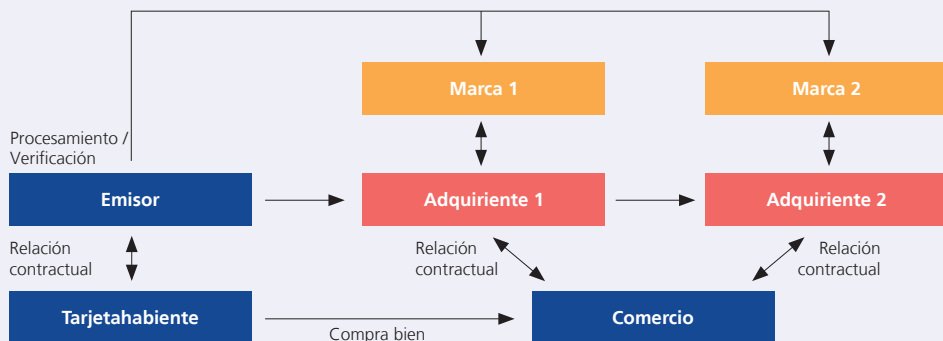 Marca 1
Marca 2
Procesamiento /
Verificación
Emisor
Adquiriente 1
Adquiriente 2
Relación
contractual
Relación
contractual
Relación
contractual
Tarjetahabiente
Compra bien
Comercio